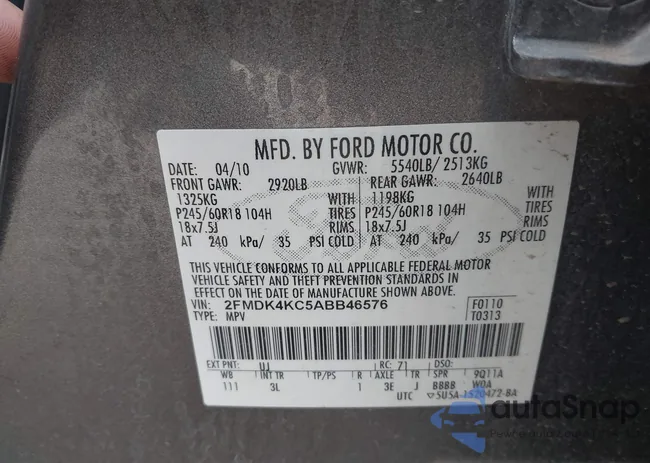 MFD. BY FORD MOTOR CO.
DATE: 04/10 GVWR: 5540LB/ 2513KG
FRONT GAWR: 2920LB REAR GAWR: 2640LB
1325KG WITH 1198KG WITH
P245/60R18 104H TIRES P245/60R18 104H TIRES
18x7.5J RIMS 18x7.5J RIMS
AT 240 kPa/ 35 PSI COLD AT 240 kPa/ 35 PSI COLD
THIS VEHICLE CONFORMS TO ALL APPLICABLE FEDERAL MOTOR
VEHICLE SAFETY AND THEFT PREVENTION STANDARDS IN
EFFECT ON THE DATE OF MANUFACTURE SHOWN ABOVE.
VIN: 2FMDK4KC5ABB46576 F0110
TYPE: MPV T0313
EXT PNT: UJ RC: 71 DSO:
WB INT TR TP/PS R AXLE TR SPR 9Q11A
111 3L 1 3E J BBBB W0A
UTC 5U5A-1520472-BA
autoSnap